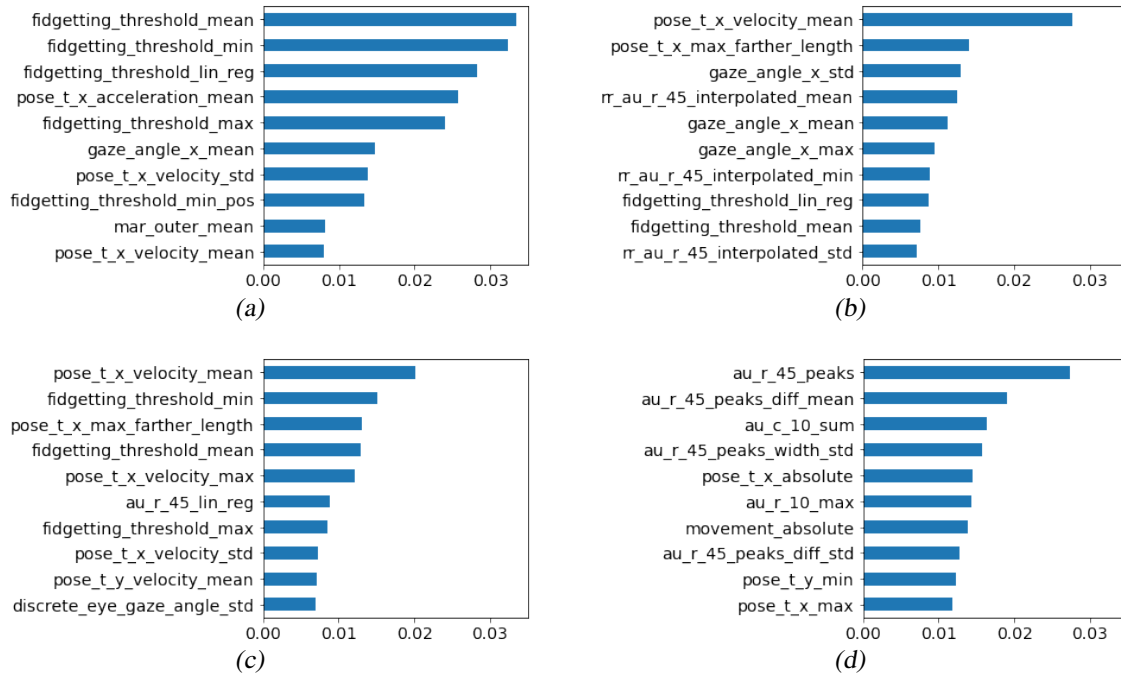 fidgetting_threshold_mean
fidgetting_threshold_min
fidgetting_threshold_lin_reg
pose_t_x_acceleration_mean
fidgetting_threshold_max
gaze_angle_x_mean
pose_t_x_velocity_std
fidgetting_threshold_min_pos
mar_outer_mean
pose_t_x_velocity_mean
0.00 0.01 0.02 0.03
(a)
pose_t_x_velocity_mean
pose_t_x_max_farther_length
gaze_angle_x_std
rr_au_r_45_interpolated_mean
gaze_angle_x_mean
gaze_angle_x_max
rr_au_r_45_interpolated_min
fidgetting_threshold_lin_reg
fidgetting_threshold_mean
rr_au_r_45_interpolated_std
0.00 0.01 0.02 0.03
(b)
pose_t_x_velocity_mean
fidgetting_threshold_min
pose_t_x_max_farther_length
fidgetting_threshold_mean
pose_t_x_velocity_max
au_r_45_lin_reg
fidgetting_threshold_max
pose_t_x_velocity_std
pose_t_y_velocity_mean
discrete_eye_gaze_angle_std
0.00 0.01 0.02 0.03
(c)
au_r_45_peaks
au_r_45_peaks_diff_mean
au_c_10_sum
au_r_45_peaks_width_std
pose_t_x_absolute
au_r_10_max
movement_absolute
au_r_45_peaks_diff_std
pose_t_y_min
pose_t_x_max
0.00 0.01 0.02 0.03
(d)